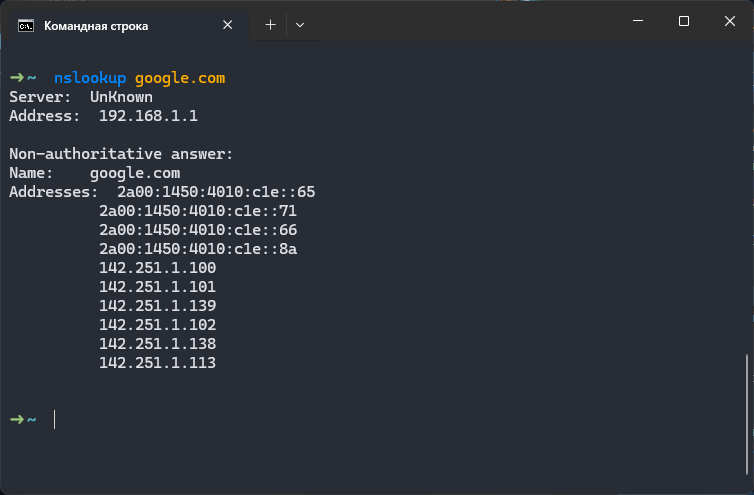 Командная строка
➜ ~ nslookup google.com
Server:  UnKnown
Address:  192.168.1.1

Non-authoritative answer:
Name:    google.com
Addresses:  2a00:1450:4010:c1e::65
          2a00:1450:4010:c1e::71
          2a00:1450:4010:c1e::66
          2a00:1450:4010:c1e::8a
          142.251.1.100
          142.251.1.101
          142.251.1.139
          142.251.1.102
          142.251.1.138
          142.251.1.113

➜ ~